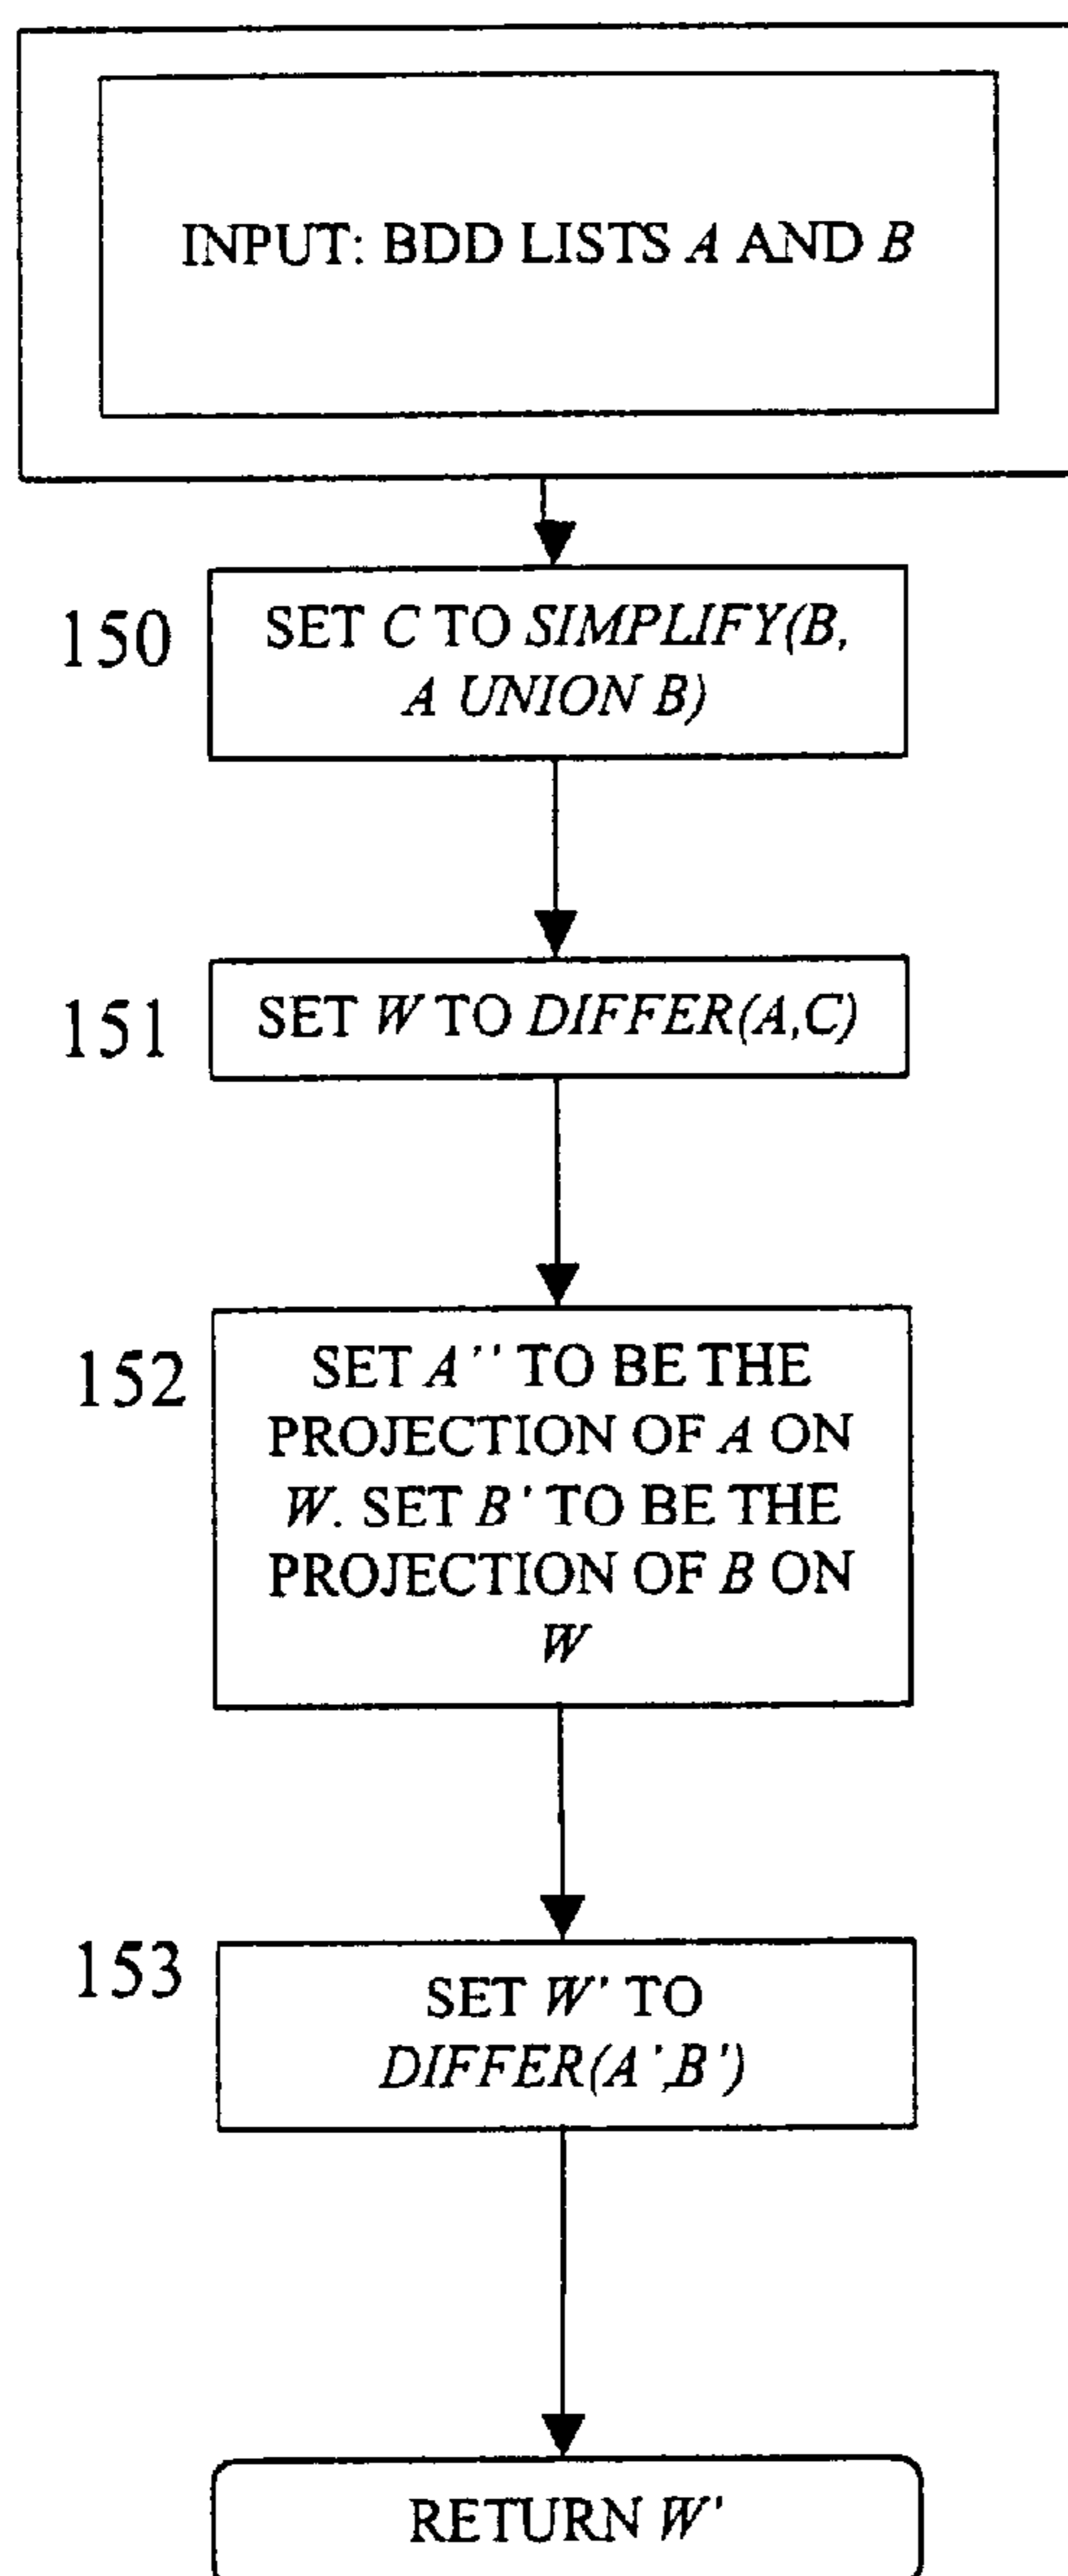 INPUT: BDD LISTS A AND B
150
SET C TO SIMPLIFY(B,
A UNION B)
151
SET W TO DIFFER(A,C)
152
SET A'' TO BE THE
PROJECTION OF A ON
W. SET B' TO BE THE
PROJECTION OF B ON
W
153
SET W' TO
DIFFER(A',B')
RETURN W'